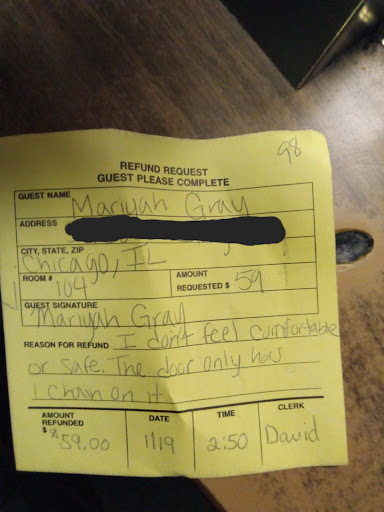 98
REFUND REQUEST
GUEST PLEASE COMPLETE
GUEST NAME Mariyah Gray
ADDRESS
CITY, STATE, ZIP
Chicago, IL
ROOM # 104 AMOUNT REQUESTED $ 59
GUEST SIGNATURE
Mariyah Gray
REASON FOR REFUND I don't feel comfortable
or safe. The door only has
1 chain on it
AMOUNT REFUNDED $ 59.00 DATE 1/19 TIME 2:50 CLERK David